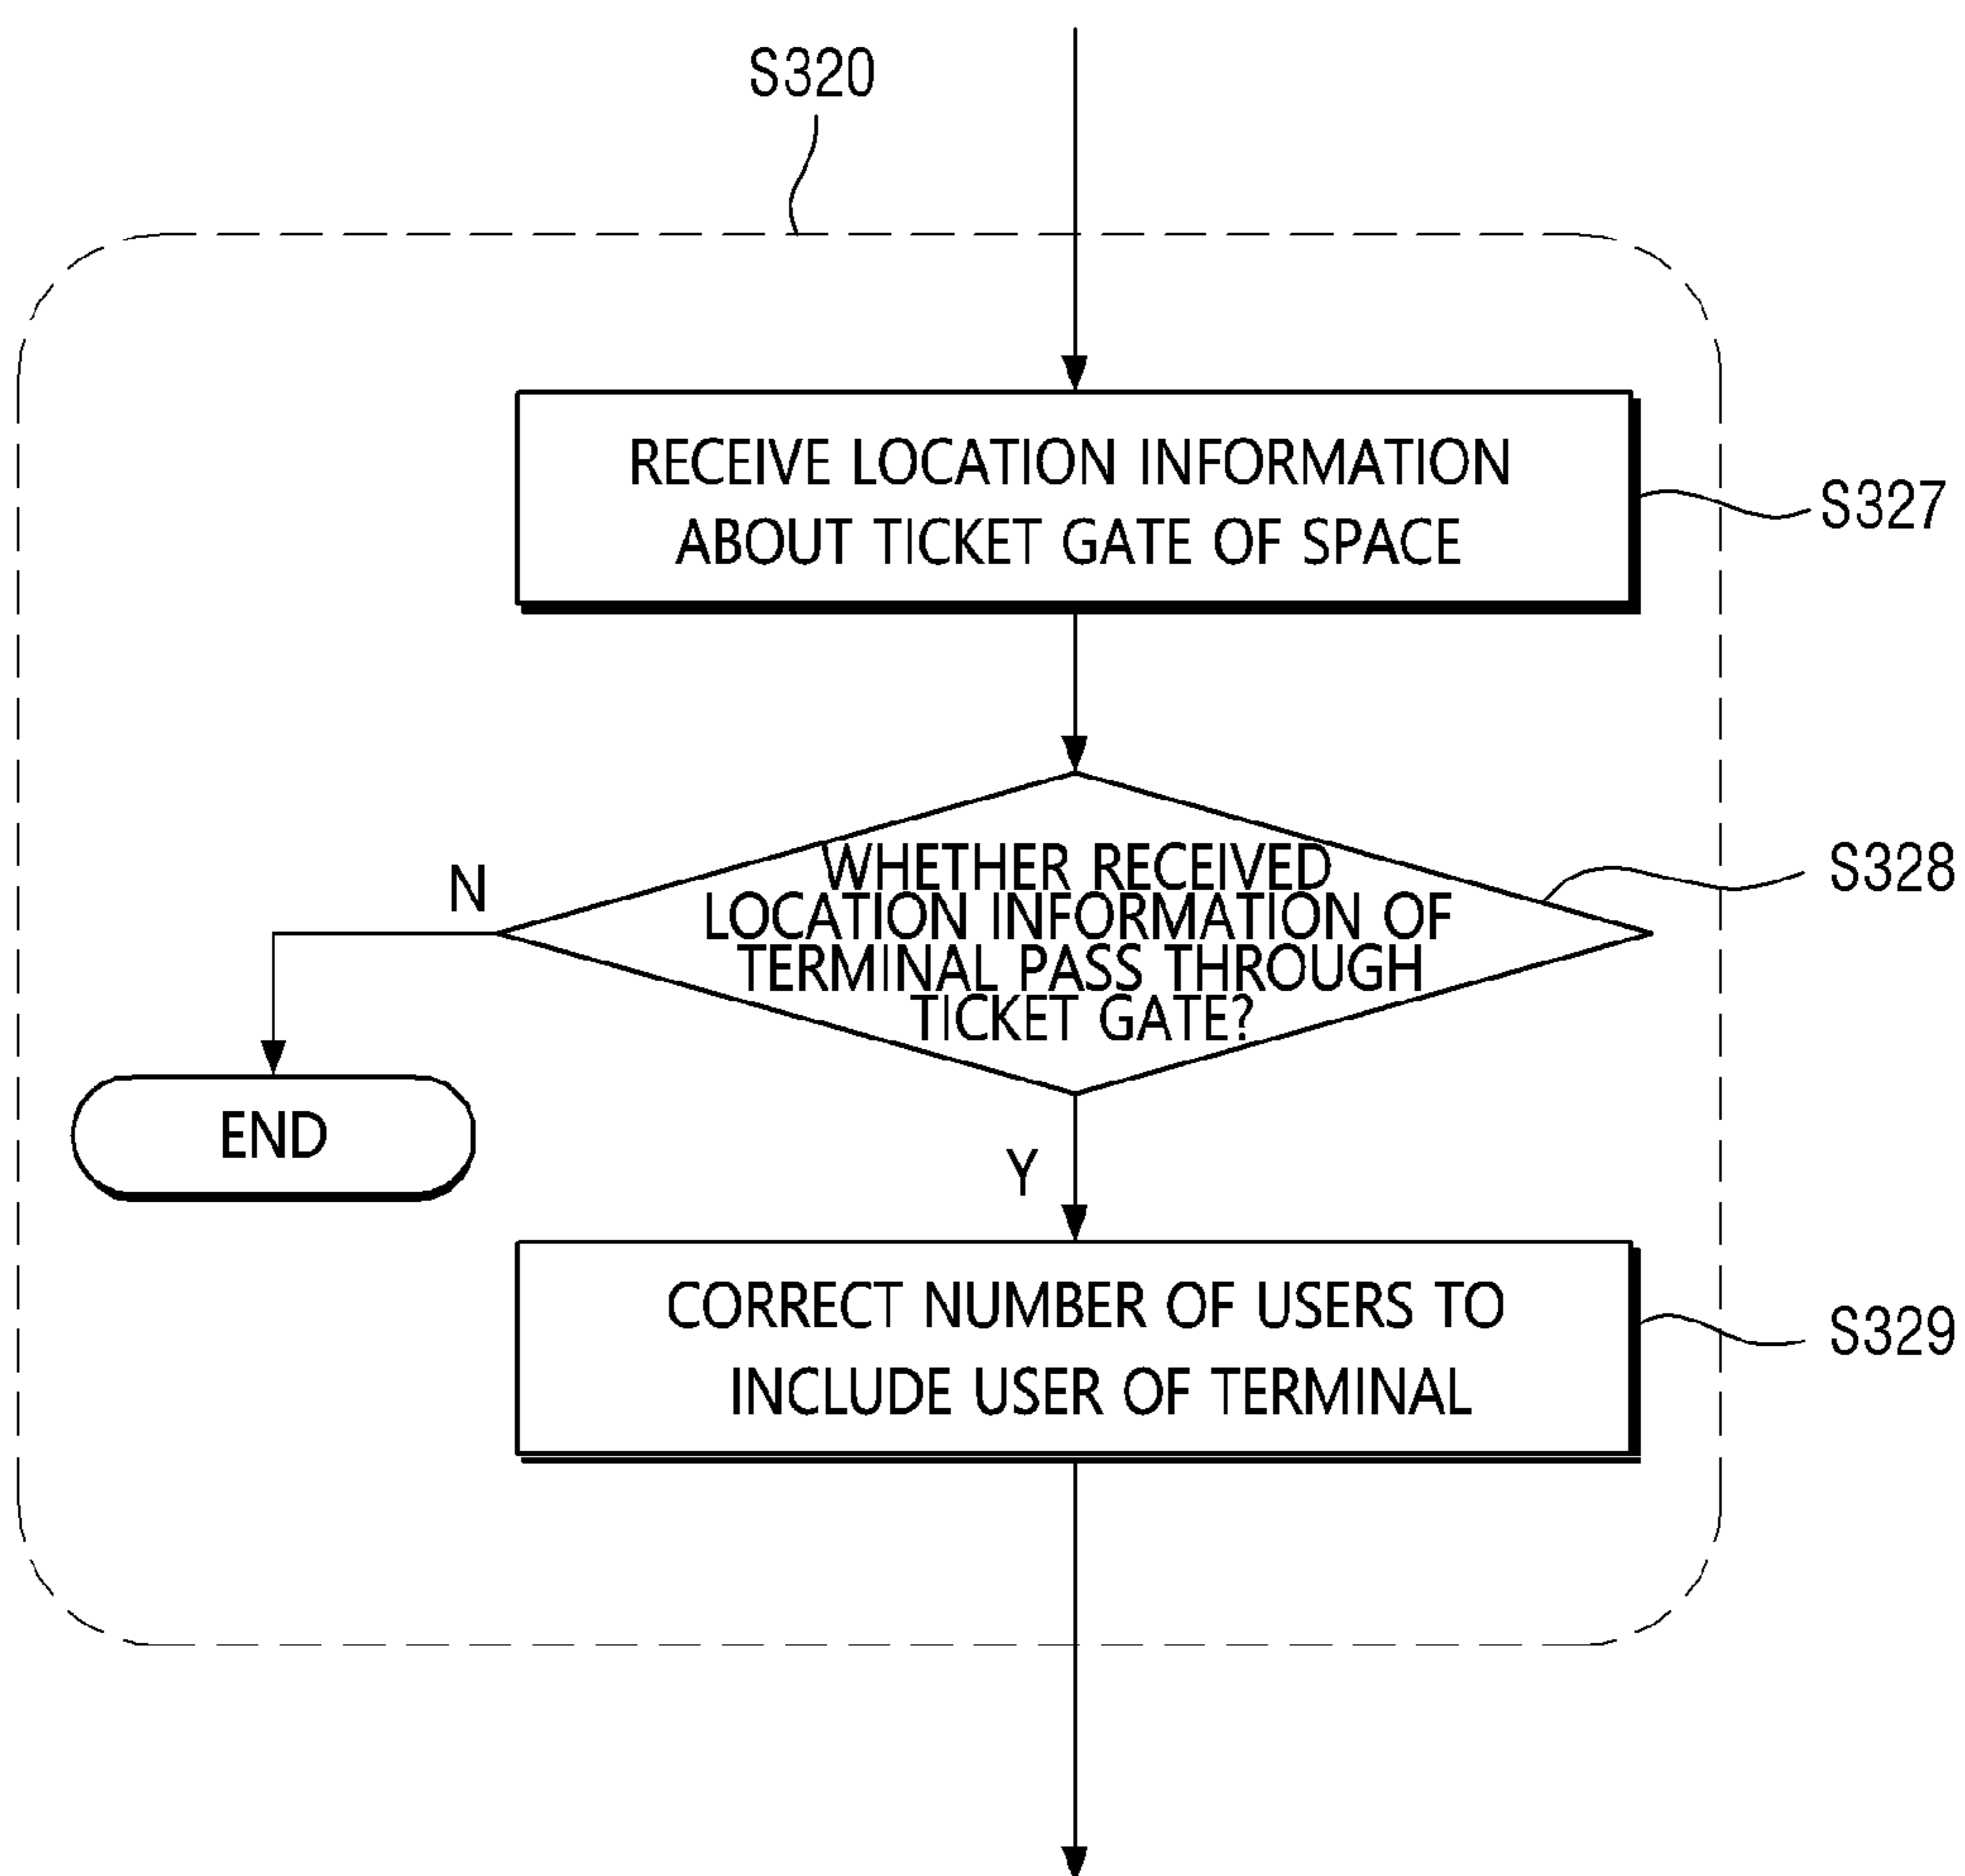 S320
RECEIVE LOCATION INFORMATION
ABOUT TICKET GATE OF SPACE
S327
WHETHER RECEIVED
LOCATION INFORMATION OF
TERMINAL PASS THROUGH
TICKET GATE?
S328
N
END
Y
CORRECT NUMBER OF USERS TO
INCLUDE USER OF TERMINAL
S329